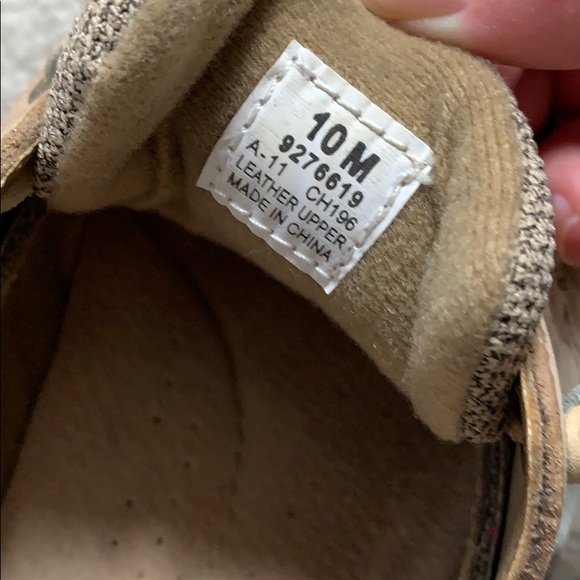 10 M
9276619
A-11 CH196
LEATHER UPPER
MADE IN CHINA